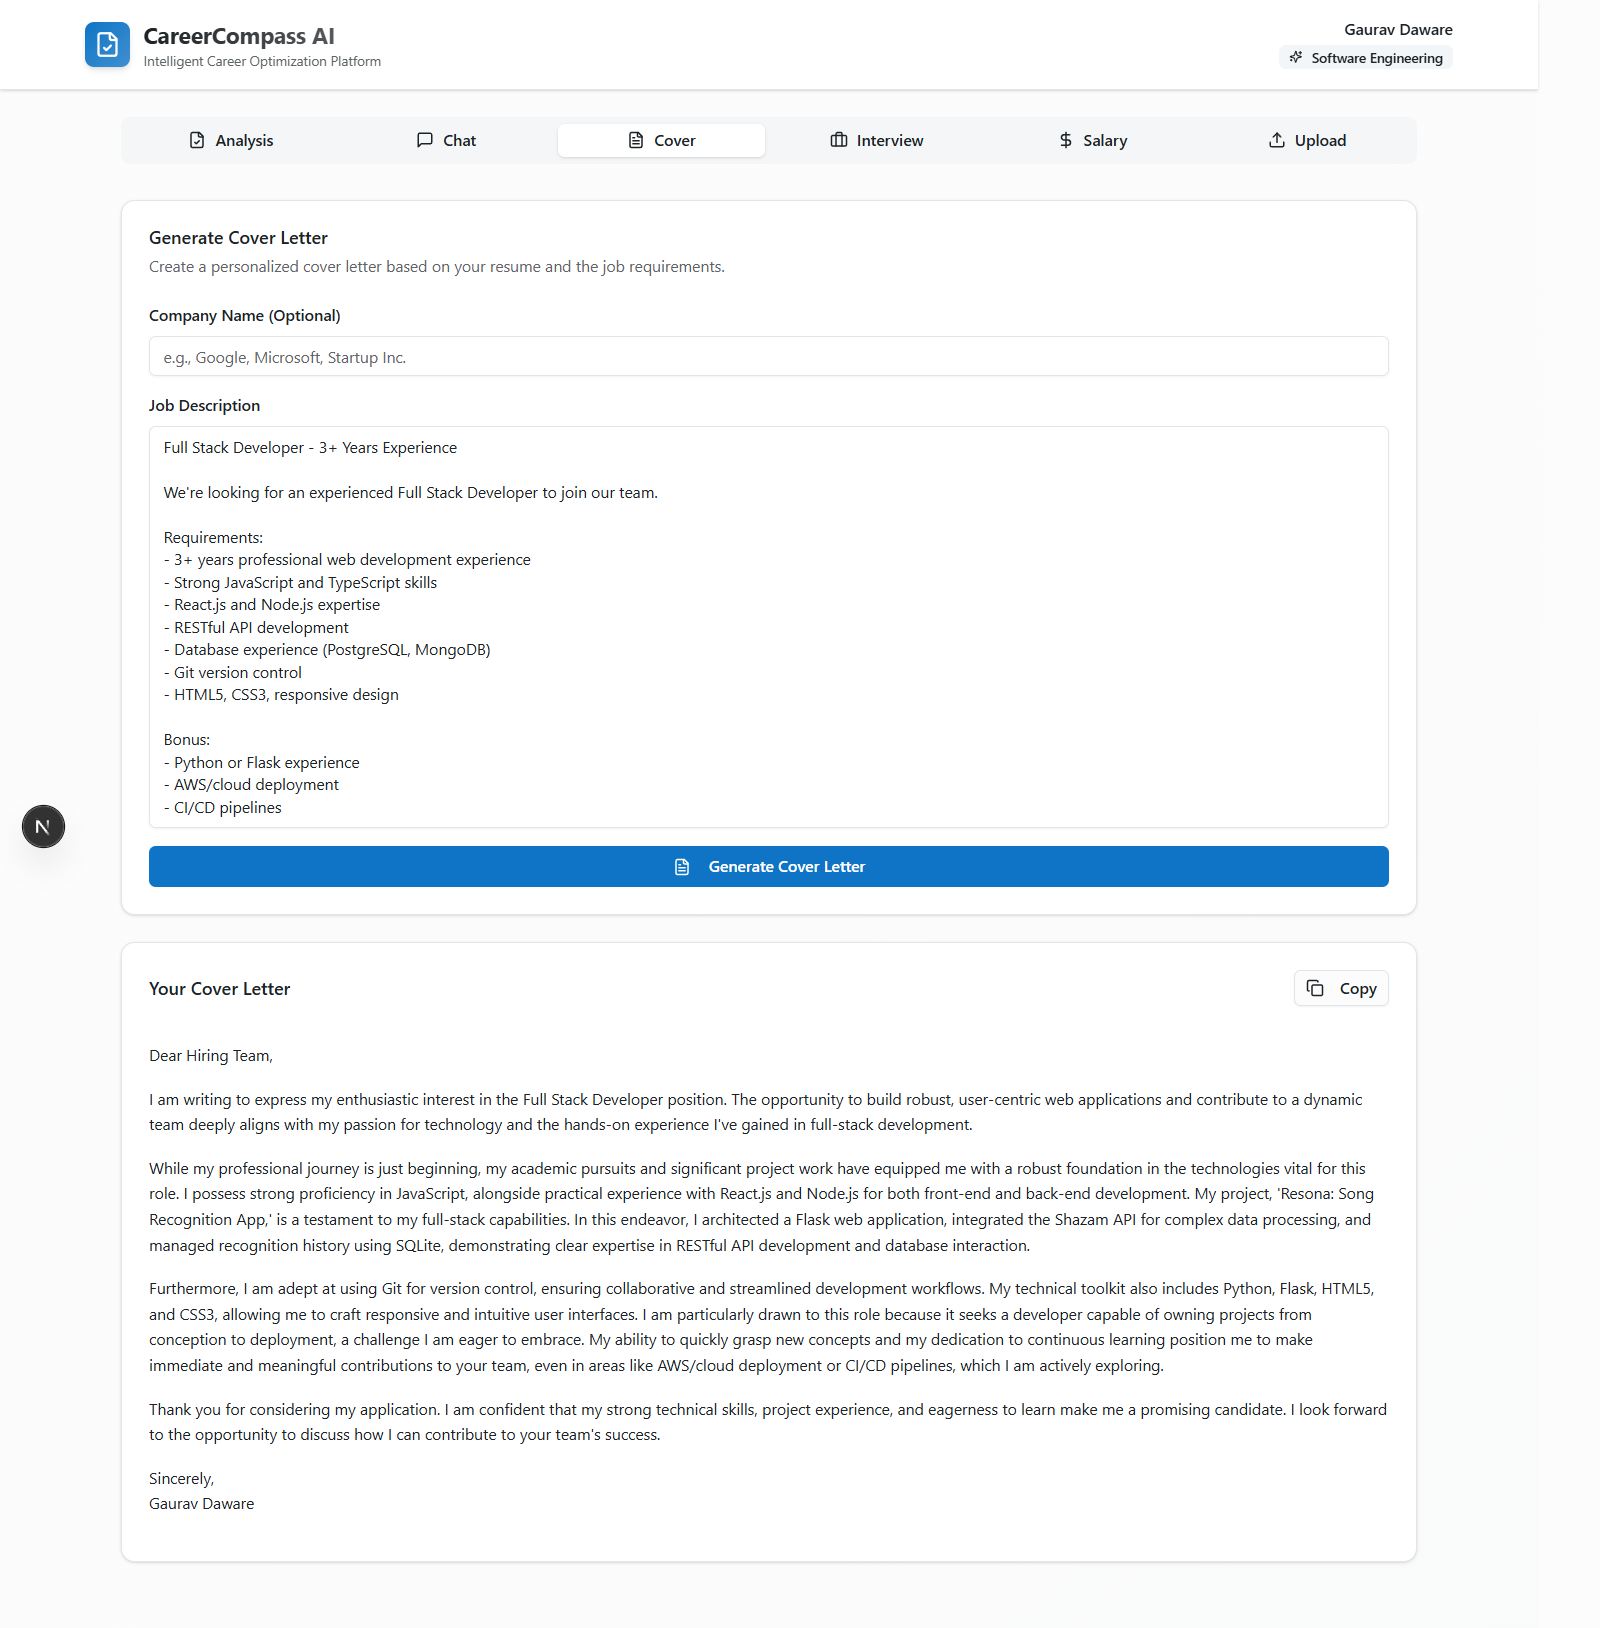 CareerCompass AI
Intelligent Career Optimization Platform
Gaurav Daware
Software Engineering
Analysis
Chat
Cover
Interview
Salary
Upload
Generate Cover Letter
Create a personalized cover letter based on your resume and the job requirements.
Company Name (Optional)
e.g., Google, Microsoft, Startup Inc.
Job Description
Full Stack Developer - 3+ Years Experience
We're looking for an experienced Full Stack Developer to join our team.
Requirements:
- 3+ years professional web development experience
- Strong JavaScript and TypeScript skills
- React.js and Node.js expertise
- RESTful API development
- Database experience (PostgreSQL, MongoDB)
- Git version control
- HTML5, CSS3, responsive design
Bonus:
- Python or Flask experience
- AWS/cloud deployment
- CI/CD pipelines
N
Generate Cover Letter
Your Cover Letter
Copy
Dear Hiring Team,
I am writing to express my enthusiastic interest in the Full Stack Developer position. The opportunity to build robust, user-centric web applications and contribute to a dynamic
team deeply aligns with my passion for technology and the hands-on experience I've gained in full-stack development.
While my professional journey is just beginning, my academic pursuits and significant project work have equipped me with a robust foundation in the technologies vital for this
role. I possess strong proficiency in JavaScript, alongside practical experience with React.js and Node.js for both front-end and back-end development. My project, 'Resona: Song
Recognition App,' is a testament to my full-stack capabilities. In this endeavor, I architected a Flask web application, integrated the Shazam API for complex data processing, and
managed recognition history using SQLite, demonstrating clear expertise in RESTful API development and database interaction.
Furthermore, I am adept at using Git for version control, ensuring collaborative and streamlined development workflows. My technical toolkit also includes Python, Flask, HTML5,
and CSS3, allowing me to craft responsive and intuitive user interfaces. I am particularly drawn to this role because it seeks a developer capable of owning projects from
conception to deployment, a challenge I am eager to embrace. My ability to quickly grasp new concepts and my dedication to continuous learning position me to make
immediate and meaningful contributions to your team, even in areas like AWS/cloud deployment or CI/CD pipelines, which I am actively exploring.
Thank you for considering my application. I am confident that my strong technical skills, project experience, and eagerness to learn make me a promising candidate. I look forward
to the opportunity to discuss how I can contribute to your team's success.
Sincerely,
Gaurav Daware